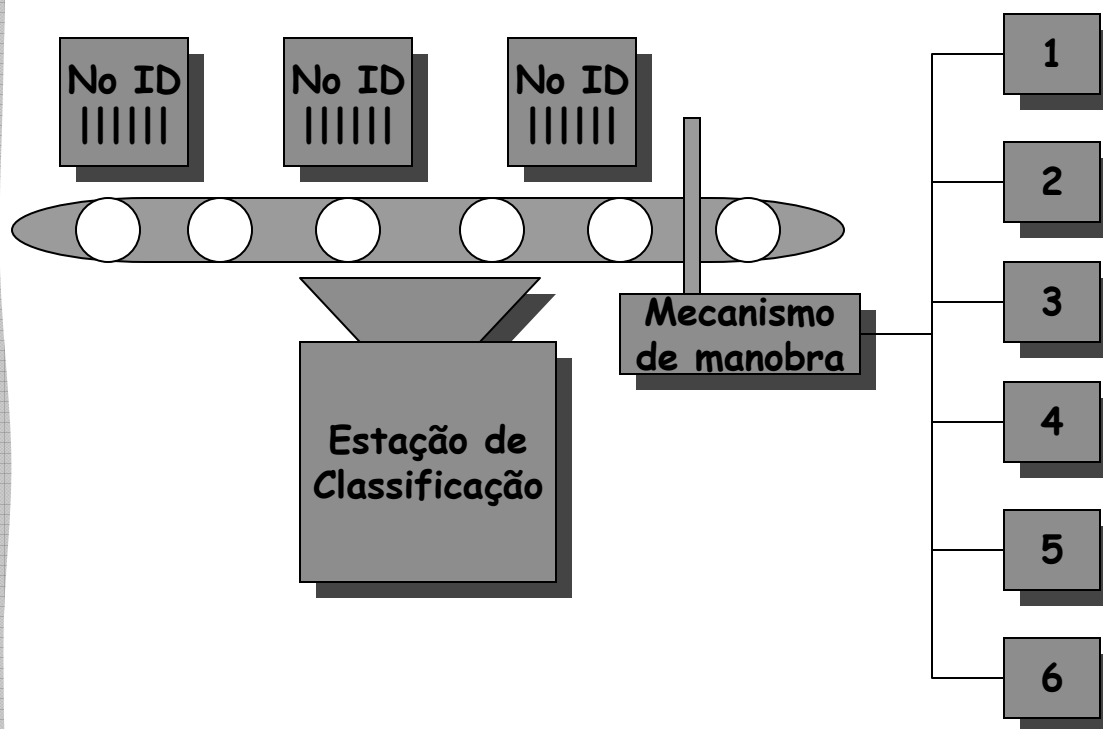 No ID
No ID
No ID
Mecanismo
de manobra
Estação de
Classificação
1
2
3
4
5
6